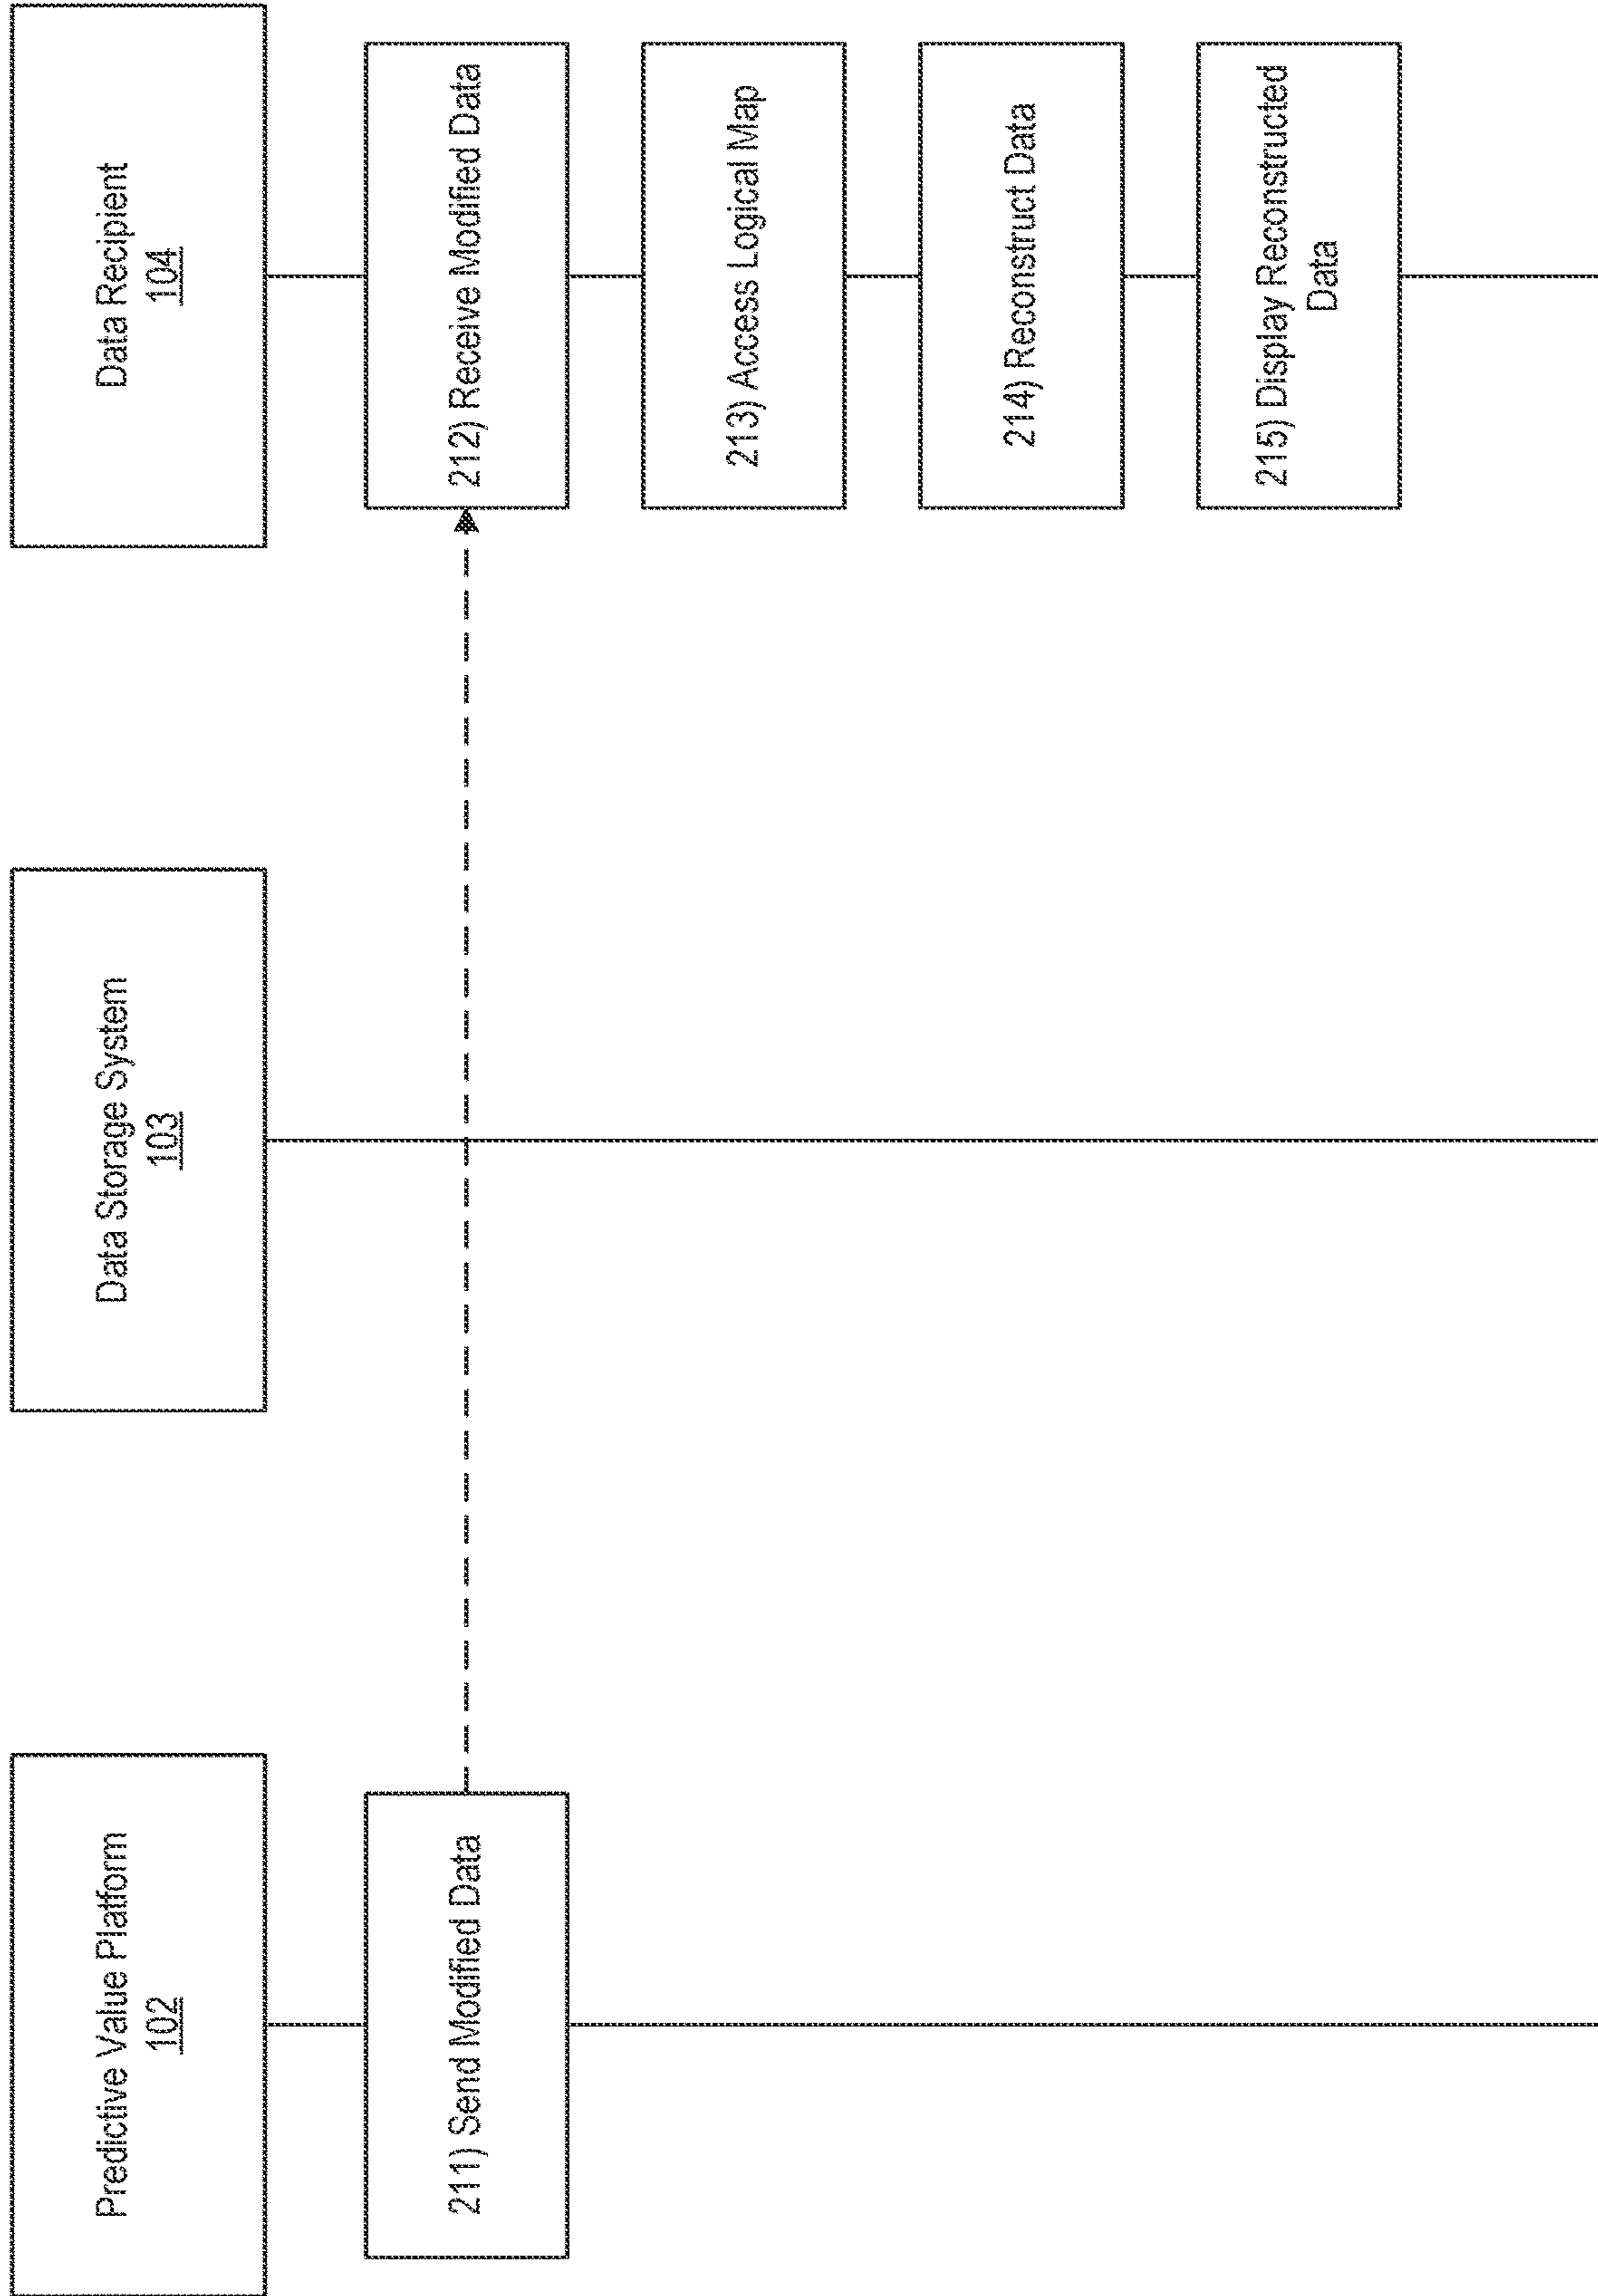 Predictive Value Platform
102
Data Storage System
103
Data Recipient
104
211) Send Modified Data
212) Receive Modified Data
213) Access Logical Map
214) Reconstruct Data
215) Display Reconstructed
Data